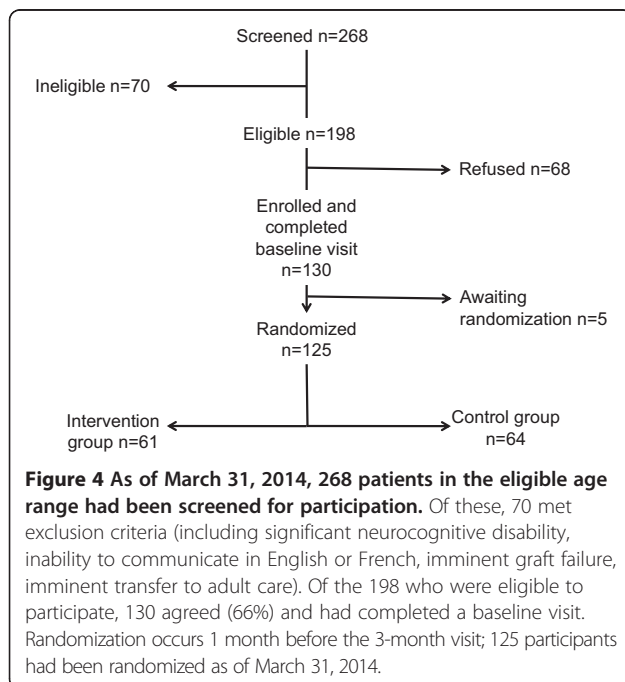 Screened n=268
Ineligible n=70
Eligible n=198
Refused n=68
Enrolled and
completed
baseline visit
n=130
Awaiting
randomization n=5
Randomized
n=125
Intervention
group n=61
Control group
n=64
Figure 4 As of March 31, 2014, 268 patients in the eligible age
range had been screened for participation. Of these, 70 met
exclusion criteria (including significant neurocognitive disability,
inability to communicate in English or French, imminent graft failure,
imminent transfer to adult care). Of the 198 who were eligible to
participate, 130 agreed (66%) and had completed a baseline visit.
Randomization occurs 1 month before the 3-month visit; 125 participants
had been randomized as of March 31, 2014.